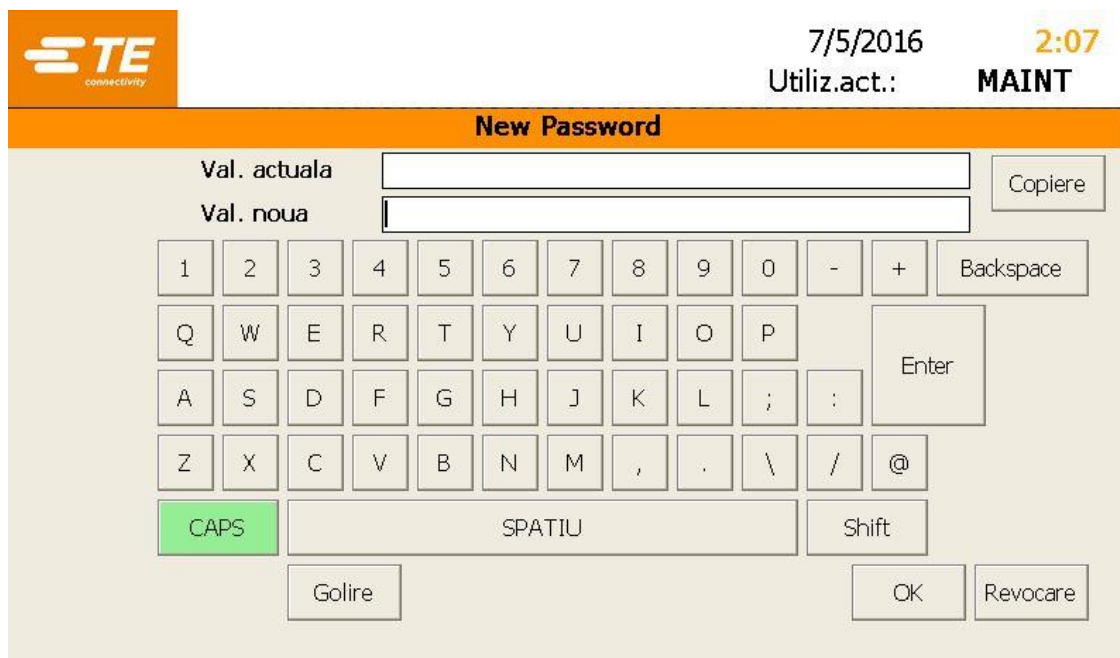 TE
connectivity
7/5/2016 2:07
Utiliz.act.: MAINT
New Password
Val. actuala
Copiere
Val. noua
1 2 3 4 5 6 7 8 9 0 - + Backspace
Q W E R T Y U I O P
Enter
A S D F G H J K L ; :
Z X C V B N M , . \ / @
CAPS SPATIU Shift
Golire OK Revocare